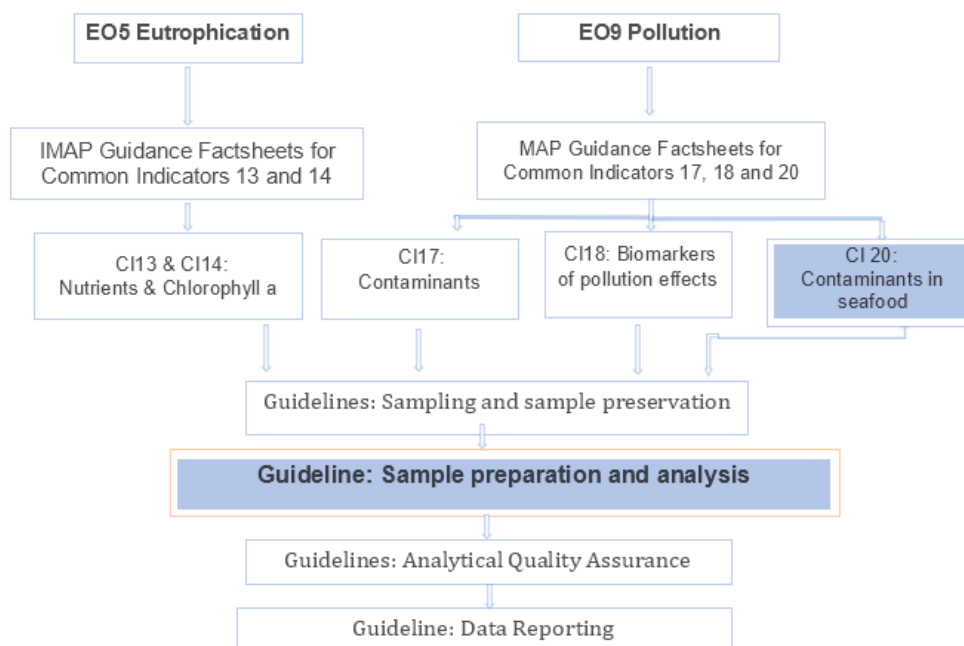 EO5 Eutrophication
EO9 Pollution
IMAP Guidance Factsheets for
Common Indicators 13 and 14
MAP Guidance Factsheets for
Common Indicators 17, 18 and 20
CI13 & CI14:
Nutrients & Chlorophyll a
CI17:
Contaminants
CI18: Biomarkers
of pollution effects
CI 20:
Contaminants in
seafood
Guidelines: Sampling and sample preservation
Guideline: Sample preparation and analysis
Guidelines: Analytical Quality Assurance
Guideline: Data Reporting